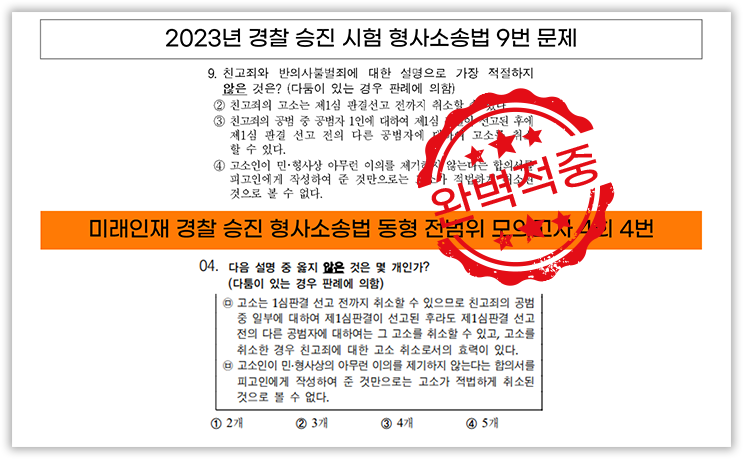 2023년 경찰 승진 시험 형사소송법 9번 문제
9. 친고죄와 반의사불벌죄에 대한 설명으로 가장 적절하지
않은 것은? (다툼이 있는 경우 판례에 의함)
② 친고죄의 고소는 제1심 판결선고 전까지 취소할 수 있다.
③ 친고죄의 공범 중 공범자 1인에 대하여 제1심 선고된 후에
제1심 판결 선고 전의 다른 공범자에 고소 취
할 수 있다.
④ 고소인이 민·형사상 아무런 이의를 제기하지 않는다는 합의서를
피고인에게 작성하여 준 것만으로는 고소가 적법하게 취소된
것으로 볼 수 없다.
완벽적중
미래인재 경찰 승진 형사소송법 동형 전범위 모의고사 4회 4번
04. 다음 설명 중 옳지 않은 것은 몇 개인가?
(다툼이 있는 경우 판례에 의함)
㉤ 고소는 1심판결 선고 전까지 취소할 수 있으므로 친고죄의 공범
중 일부에 대하여 제1심판결이 선고된 후라도 제1심판결 선고
전의 다른 공범자에 대하여는 그 고소를 취소할 수 있고, 고소를
취소한 경우 친고죄에 대한 고소 취소로서의 효력이 있다.
㉥ 고소인이 민·형사상의 아무런 이의를 제기하지 않는다는 합의서를
피고인에게 작성하여 준 것만으로는 고소가 적법하게 취소된
것으로 볼 수 없다.
① 2개 ② 3개 ③ 4개 ④ 5개